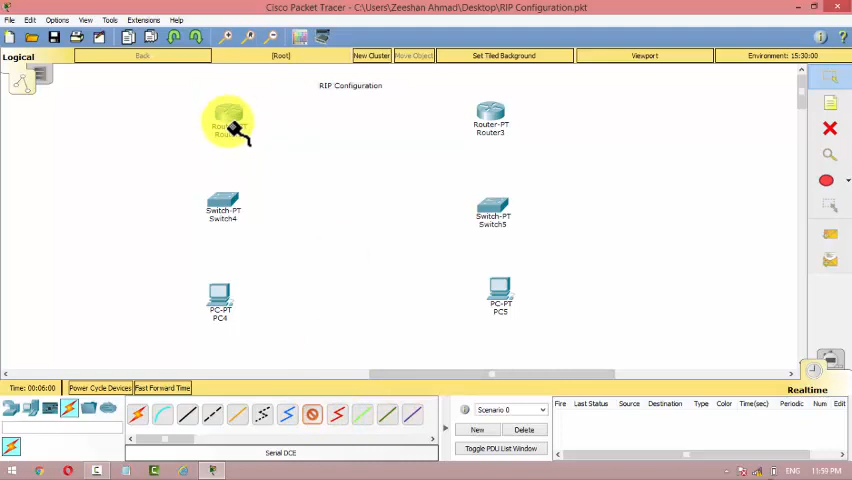 Cisco Packet Tracer - C:\Users\Zeeshan Ahmad\Desktop\RIP Configuration.pkt
File Edit Options View Tools Extensions Help
Logical Back [Root] New Cluster Move Object Set Tiled Background Viewport Environment: 15:30:00
RIP Configuration
Router-PT
Router3
Switch-PT
Switch4
Switch-PT
Switch5
PC-PT
PC4
PC-PT
PC5
Time: 00:06:00 Power Cycle Devices Fast Forward Time
Realtime
Scenario 0
New Delete
Toggle PDU List Window
Fire Last Status Source Destination Type Color Time(sec) Periodic Num Edit
Serial DCE
ENG 11:59 PM